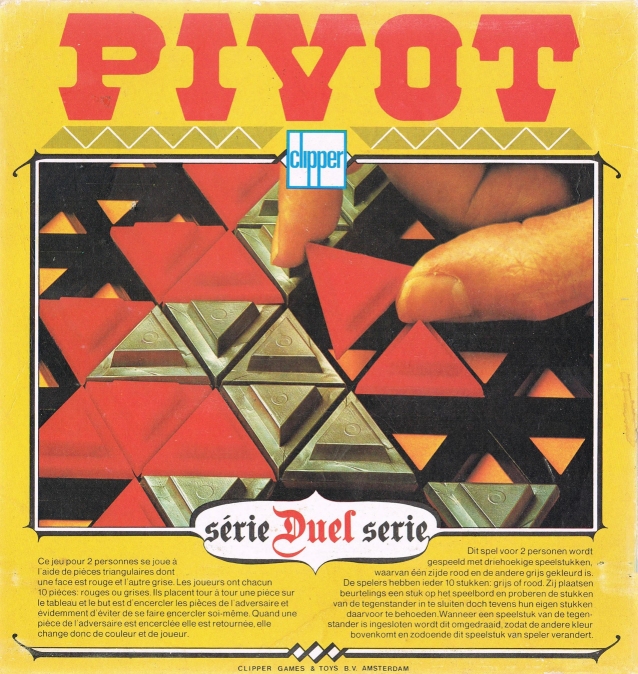 PIVOT
clipper
série Duel serie
Ce jeu pour 2 personnes se joue à
l'aide de pièces triangulaires dont
une face est rouge et l'autre grise. Les joueurs ont chacun
10 pièces: rouges ou grises. Ils placent tour à tour une pièce sur
le tableau et le but est d'encercler les pièces de l'adversaire et
évidemment d'éviter de se faire encercler soi-même. Quand une
pièce de l'adversaire est encerclée elle est retournée, elle
change donc de couleur et de joueur.
Dit spel voor 2 personen wordt
gespeeld met driehoekige speelstukken,
waarvan één zijde rood en de andere grijs gekleurd is.
De spelers hebben ieder 10 stukken: grijs of rood. Zij plaatsen
beurtelings een stuk op het speelbord en proberen de stukken
van de tegenstander in te sluiten doch tevens hun eigen stukken
daarvoor te behoeden. Wanneer een speelstuk van de tegen-
stander is ingesloten wordt dit omgedraaid, zodat de andere kleur
bovenkomt en zodoende dit speelstuk van speler verandert.
CLIPPER GAMES & TOYS B.V. AMSTERDAM